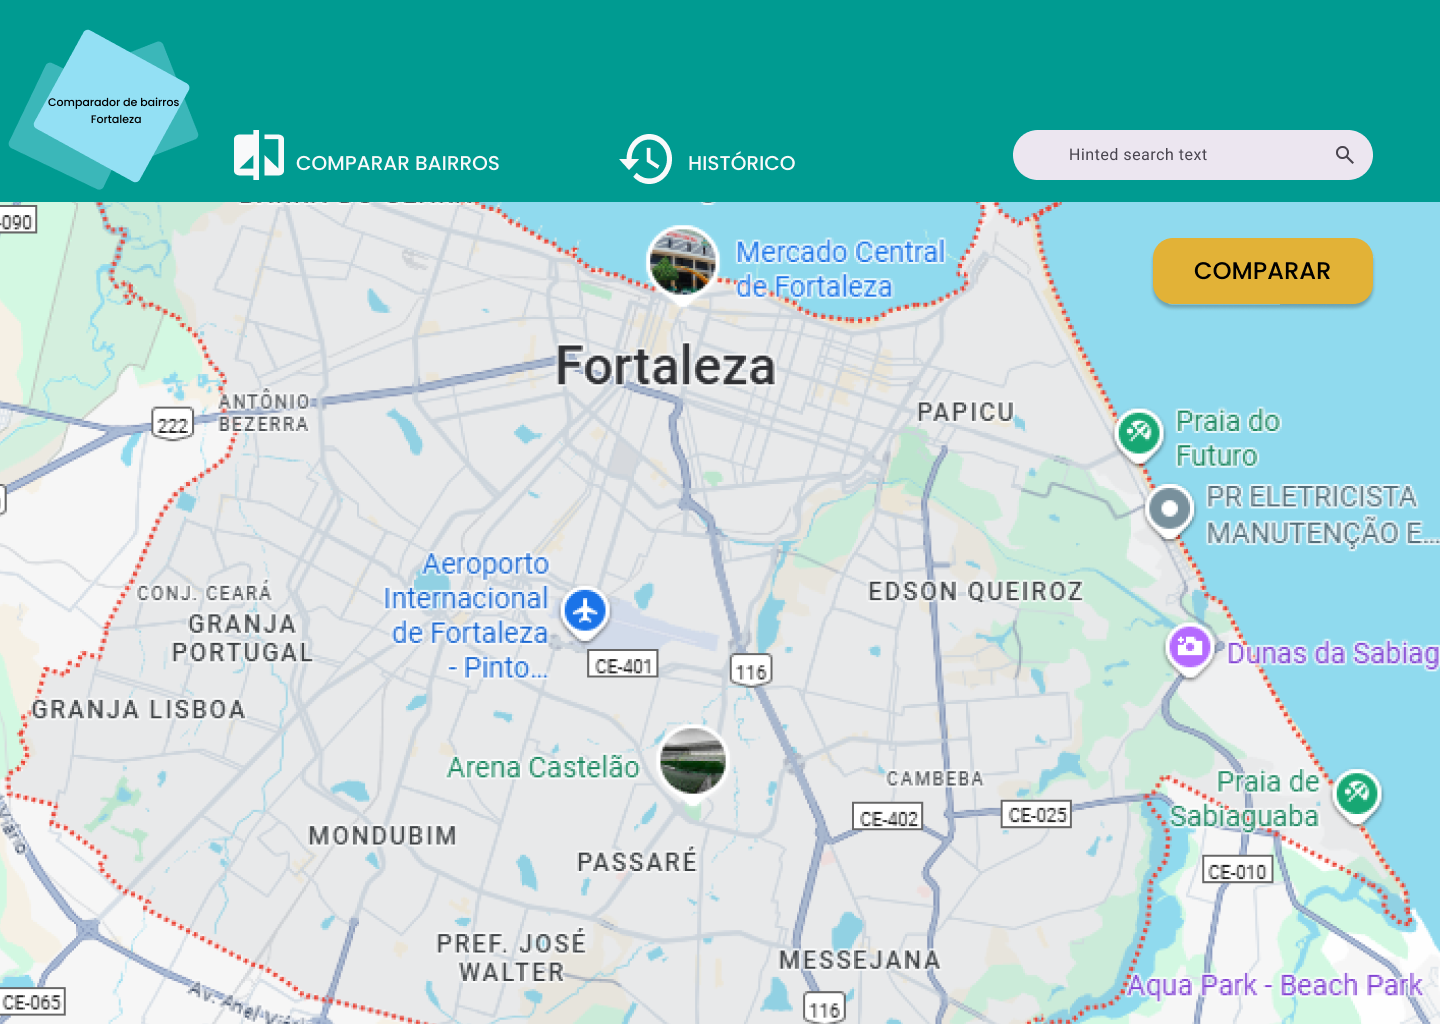 Comparador de bairros
Fortaleza
COMPARAR BAIRROS
HISTÓRICO
Hinted search text
-090
Mercado Central
de Fortaleza
COMPARAR
Fortaleza
ANTÔNIO
BEZERRA
222
PAPICU
Praia do
Futuro
PR ELETRICISTA
MANUTENÇÃO E...
Aeroporto
Internacional
de Fortaleza
- Pinto...
CONJ. CEARÁ
GRANJA
PORTUGAL
EDSON QUEIROZ
CE-401
116
Dunas da Sabiag
GRANJA LISBOA
Arena Castelão
CAMBEBA
Praia de
Sabiaguaba
CE-402
CE-025
MONDUBIM
PASSARÉ
CE-010
PREF. JOSÉ
WALTER
MESSEJANA
Aqua Park - Beach Park
CE-065
Av. Anel Viário
116